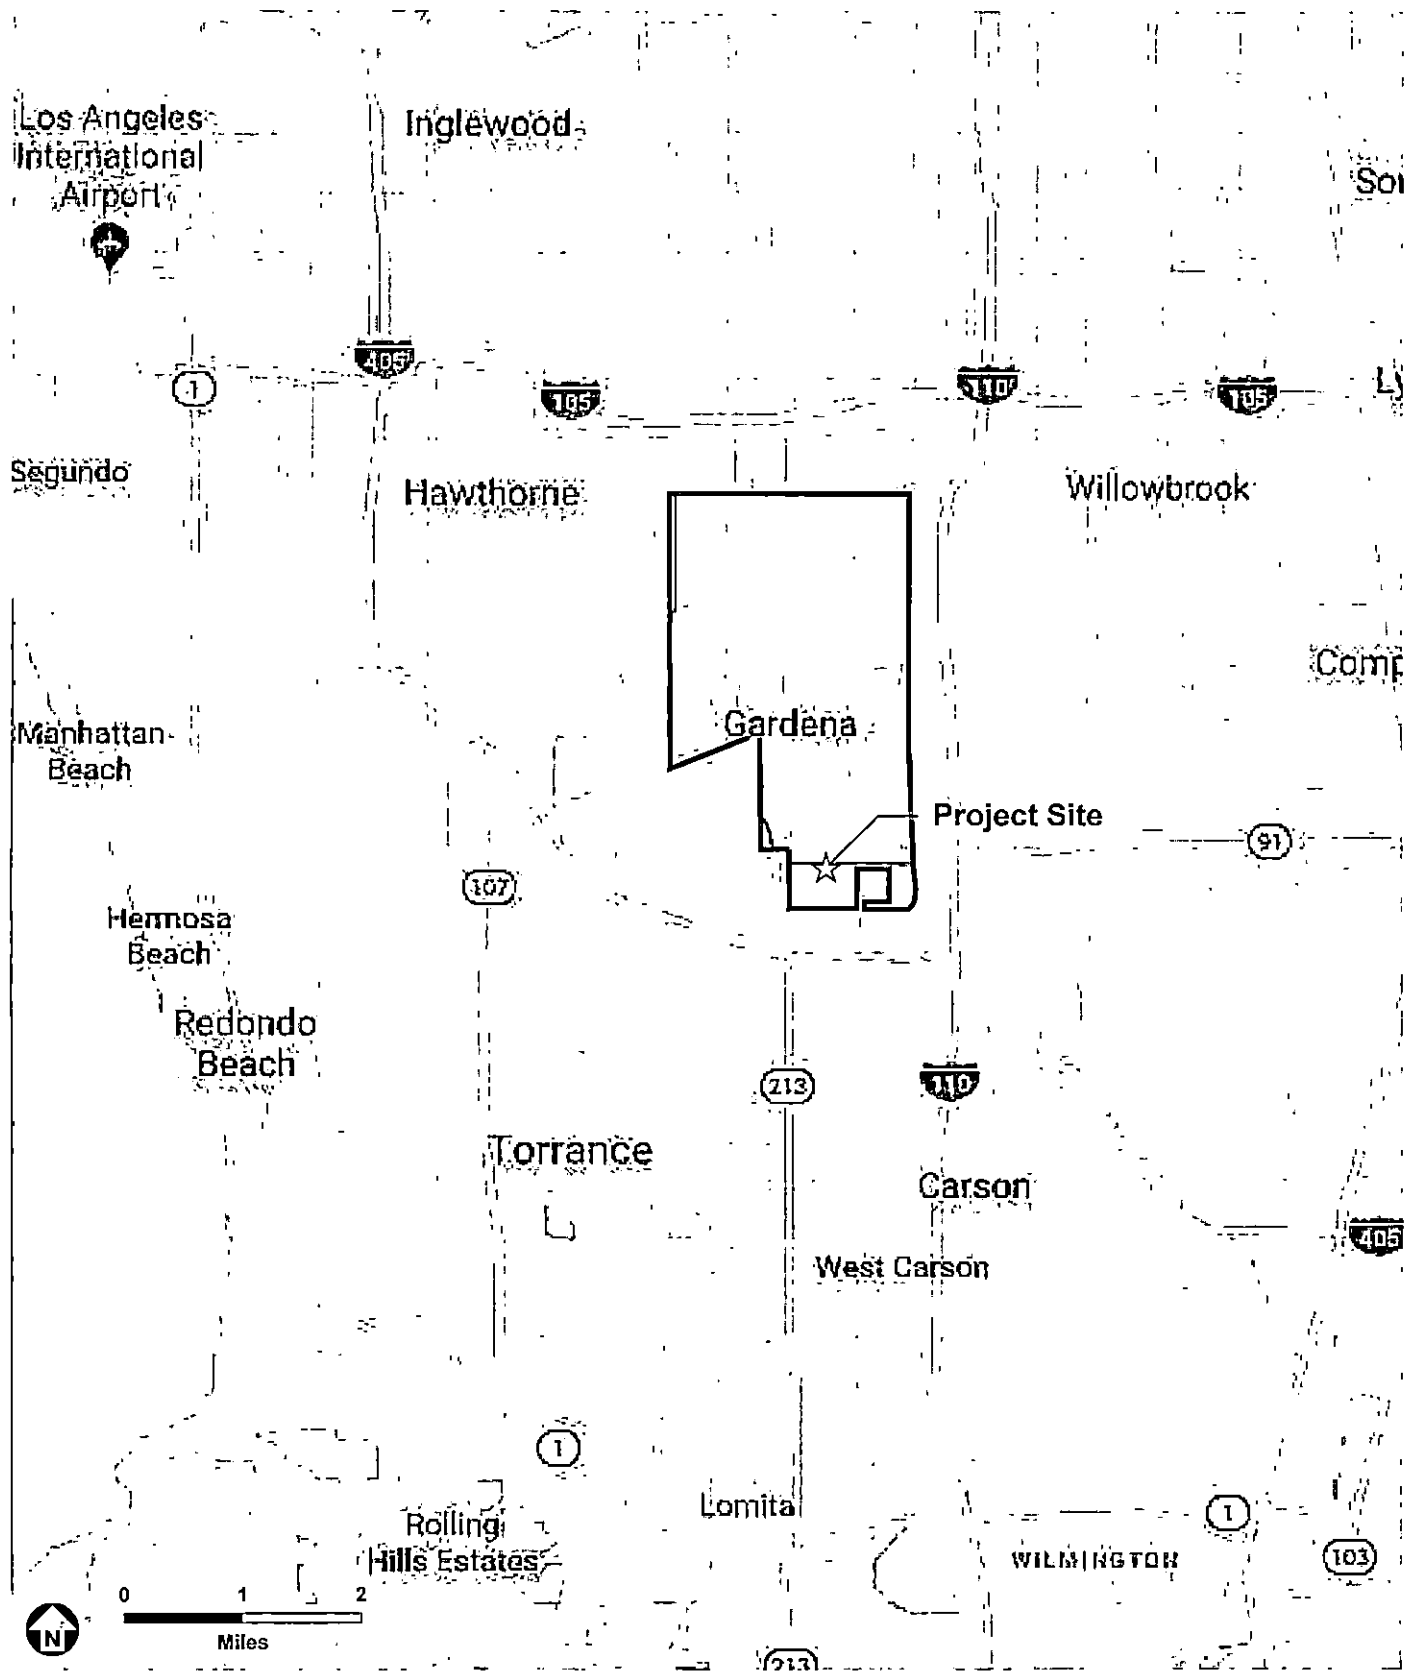 Los Angeles
International
Airport
Inglewood
405
1
105
110
105
Segundo
Hawthorne
Willowbrook
Manhattan
Beach
Gardena
Project Site
91
107
Hermosa
Beach
Redondo
Beach
213
110
Torrance
Carson
405
West Carson
1
Lomita
1
Rolling
Hills Estates
WILMINGTON
103
0 1 2
N
Miles
213